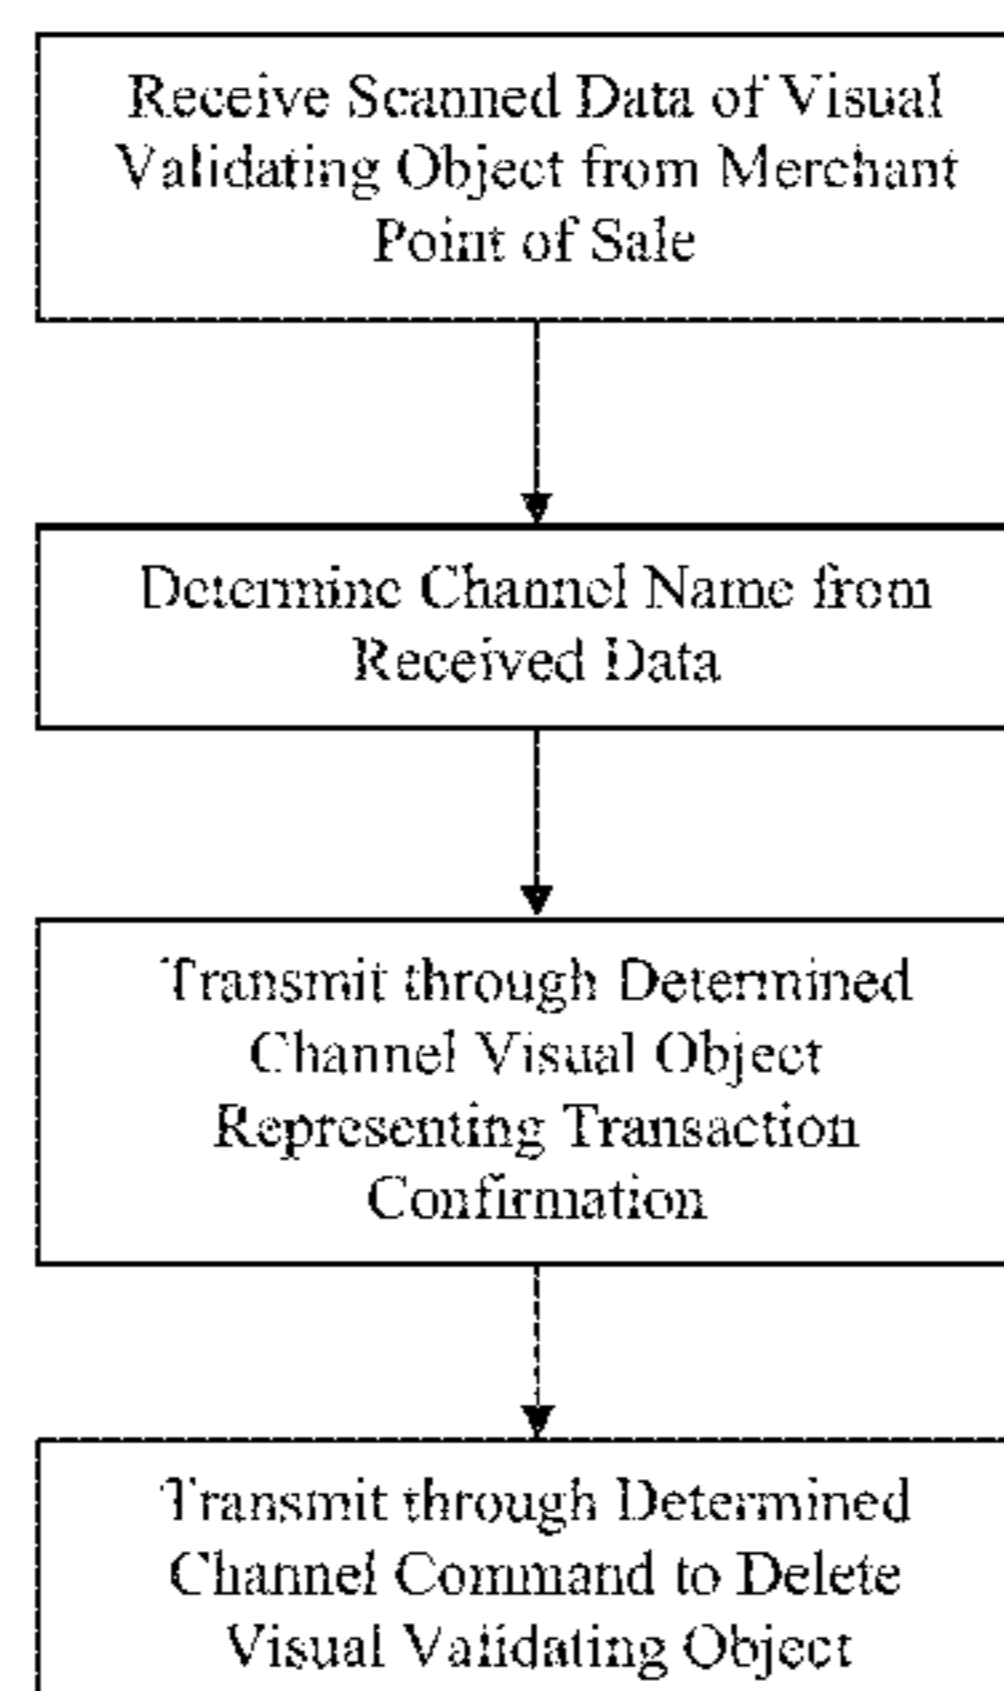 Receive Scanned Data of Visual
Validating Object from Merchant
Point of Sale
Determine Channel Name from
Received Data
Transmit through Determined
Channel Visual Object
Representing Transaction
Confirmation
Transmit through Determined
Channel Command to Delete
Visual Validating Object